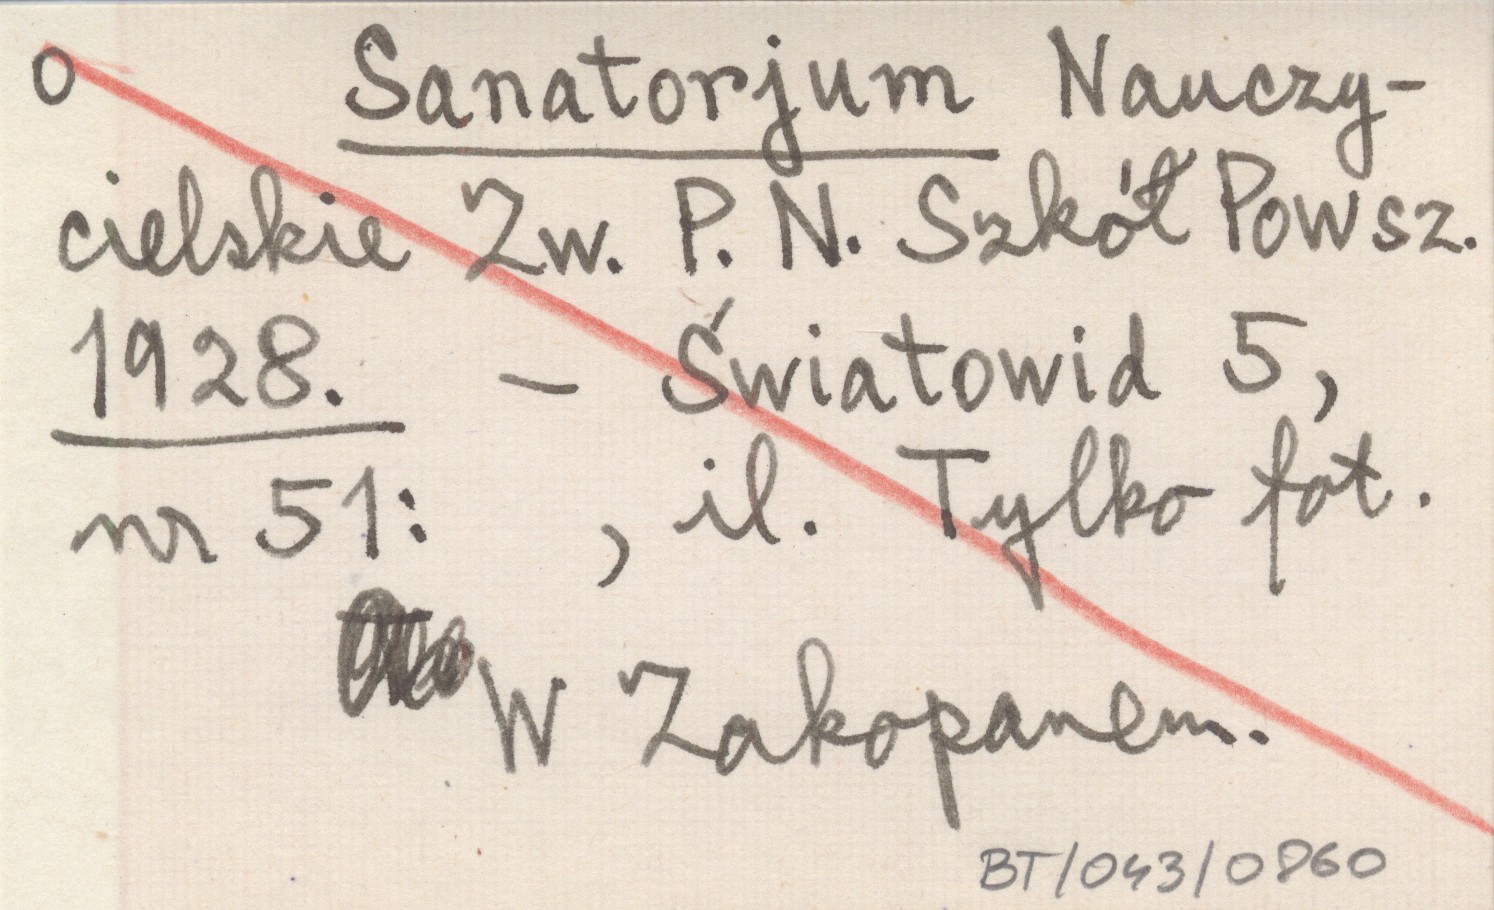 o Sanatorjum Nauczy-
cielskie Zw. P. N. Szkół Powsz.
1928. – Światowid 5,
nr 51: , il. Tylko fot.
W Zakopanem.
BT/043/0860